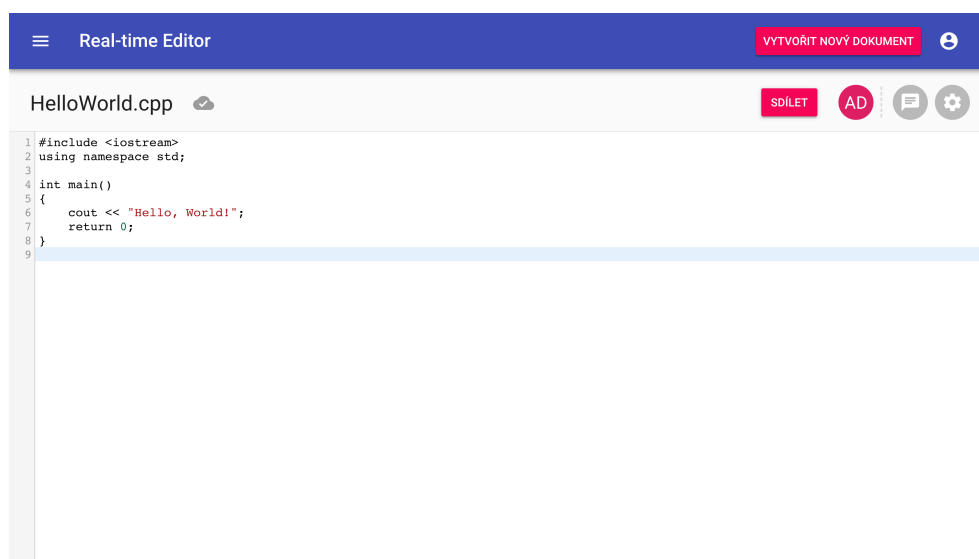 Real-time Editor
VYTVOŘIT NOVÝ DOKUMENT
HelloWorld.cpp
SDÍLET
AD
1 #include <iostream>
2 using namespace std;
3
4 int main()
5 {
6     cout << "Hello, World!";
7     return 0;
8 }
9